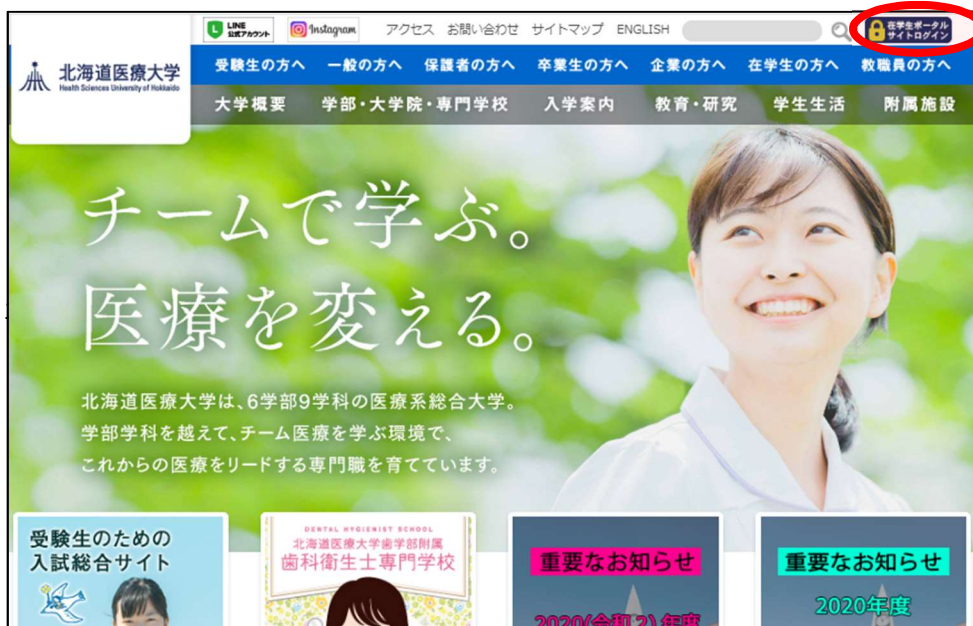 LINE
公式アカウント
Instagram
アクセス お問い合わせ サイトマップ ENGLISH
在学生ポータル
サイトログイン
北海道医療大学
Health Sciences University of Hokkaido
受験生の方へ 一般の方へ 保護者の方へ 卒業生の方へ 企業の方へ 在学生の方へ 教職員の方へ
大学概要 学部・大学院・専門学校 入学案内 教育・研究 学生生活 附属施設
チームで学ぶ。
医療を変える。
北海道医療大学は、6学部9学科の医療系総合大学。
学部学科を越えて、チーム医療を学ぶ環境で、
これからの医療をリードする専門職を育てています。
受験生のための
入試総合サイト
DENTAL HYGIENIST SCHOOL
北海道医療大学歯学部附属
歯科衛生士専門学校
重要なお知らせ
2020(令和2)年度
重要なお知らせ
2020年度